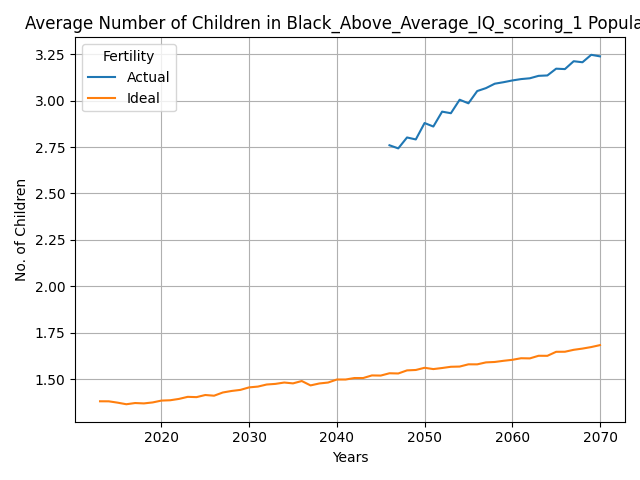 Average Number of Children in Black_Above_Average_IQ_scoring_1 Popula
Fertility
Actual
Ideal
3.25
3.00
2.75
2.50
2.25
2.00
1.75
1.50
No. of Children
2020
2030
2040
2050
2060
2070
Years